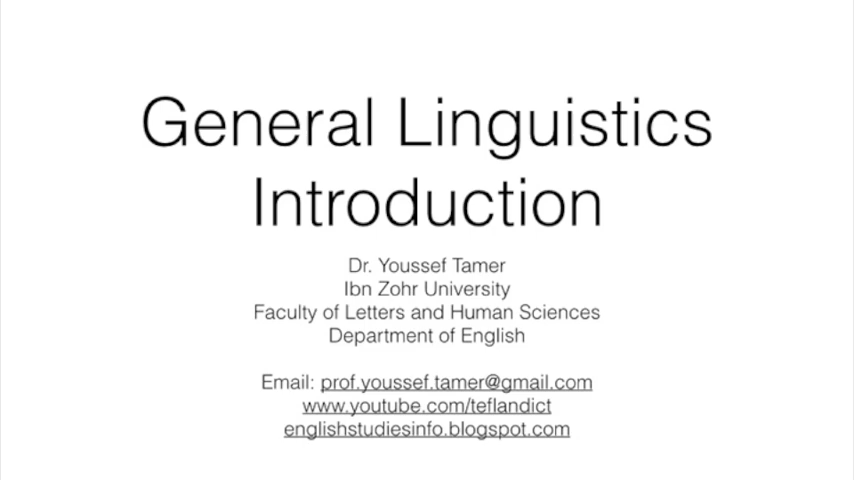 General Linguistics
Introduction
Dr. Youssef Tamer
Ibn Zohr University
Faculty of Letters and Human Sciences
Department of English
Email: prof.youssef.tamer@gmail.com
www.youtube.com/teflandict
englishstudiesinfo.blogspot.com